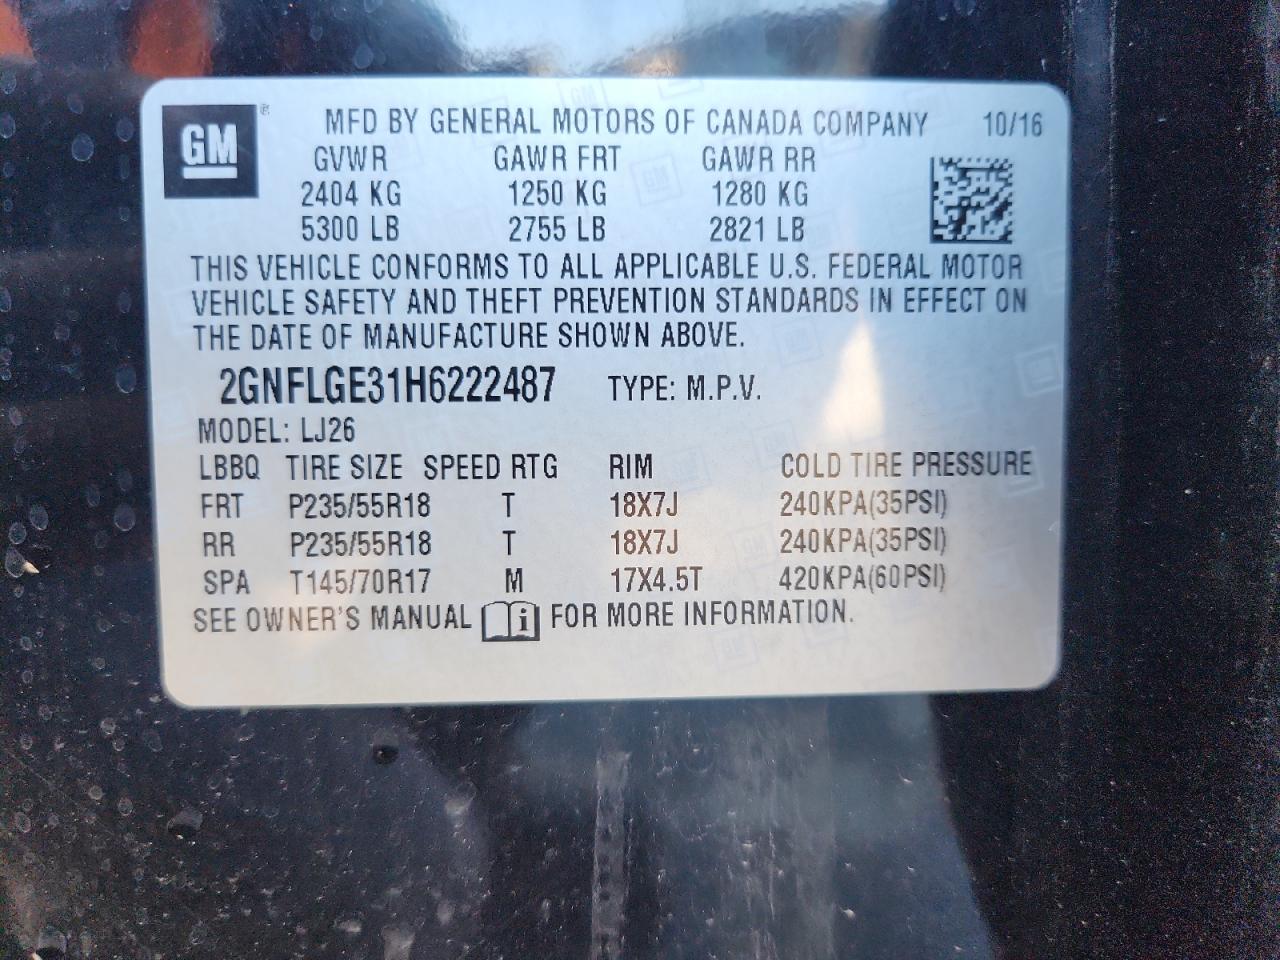 GM ® MFD BY GENERAL MOTORS OF CANADA COMPANY 10/16
GVWR GAWR FRT GAWR RR
2404 KG 1250 KG 1280 KG
5300 LB 2755 LB 2821 LB
THIS VEHICLE CONFORMS TO ALL APPLICABLE U.S. FEDERAL MOTOR
VEHICLE SAFETY AND THEFT PREVENTION STANDARDS IN EFFECT ON
THE DATE OF MANUFACTURE SHOWN ABOVE.
2GNFLGE31H6222487 TYPE: M.P.V.
MODEL: LJ26
LBBQ TIRE SIZE SPEED RTG RIM COLD TIRE PRESSURE
FRT P235/55R18 T 18X7J 240KPA(35PSI)
RR P235/55R18 T 18X7J 240KPA(35PSI)
SPA T145/70R17 M 17X4.5T 420KPA(60PSI)
SEE OWNER'S MANUAL i FOR MORE INFORMATION.